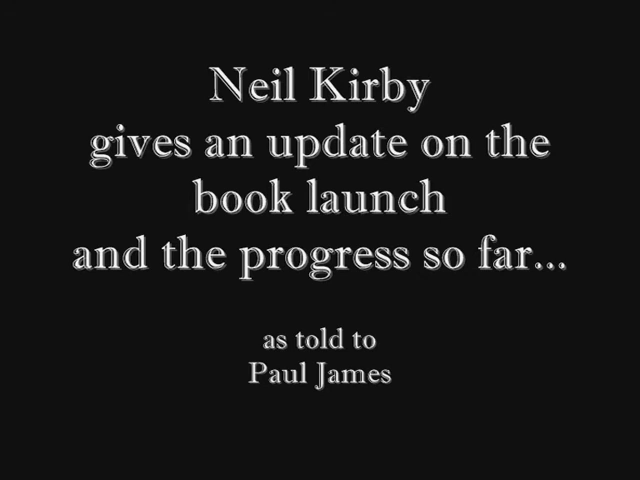 Neil Kirby
gives an update on the
book launch
and the progress so far...
as told to
Paul James